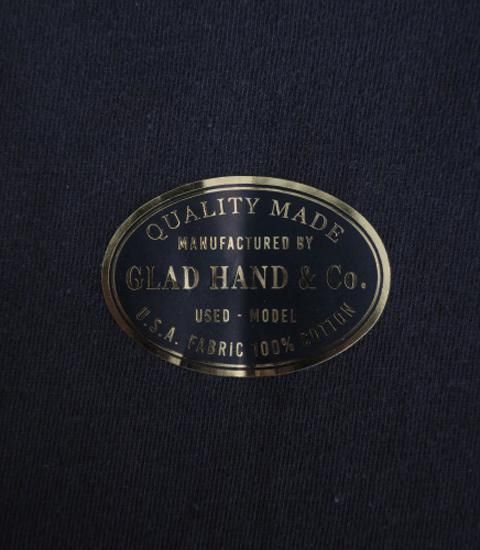 QUALITY MADE
MANUFACTURED BY
GLAD HAND & Co.
USED - MODEL
U.S.A. FABRIC 100% COTTON